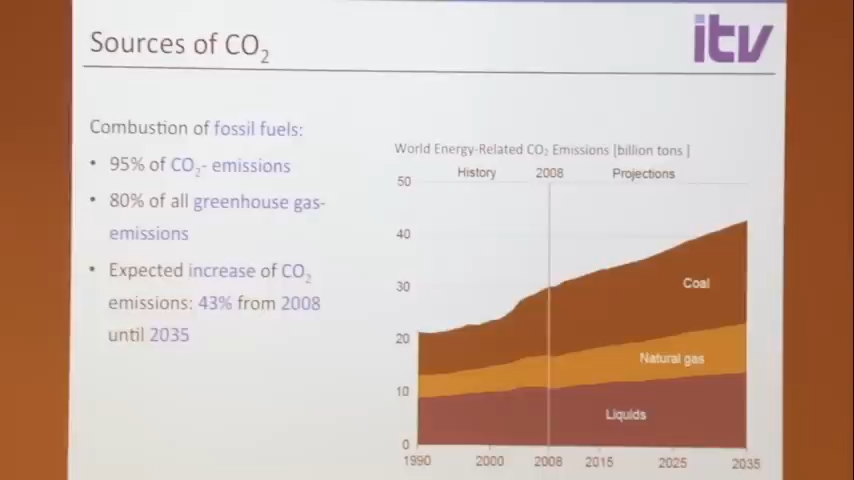 Sources of CO₂
itv
Combustion of fossil fuels:
• 95% of CO₂- emissions
• 80% of all greenhouse gas-
emissions
• Expected increase of CO₂
emissions: 43% from 2008
until 2035
World Energy-Related CO₂ Emissions [billion tons ]
History 2008 Projections
50
40
30
20
10
0
Coal
Natural gas
Liquids
1990 2000 2008 2015 2025 2035